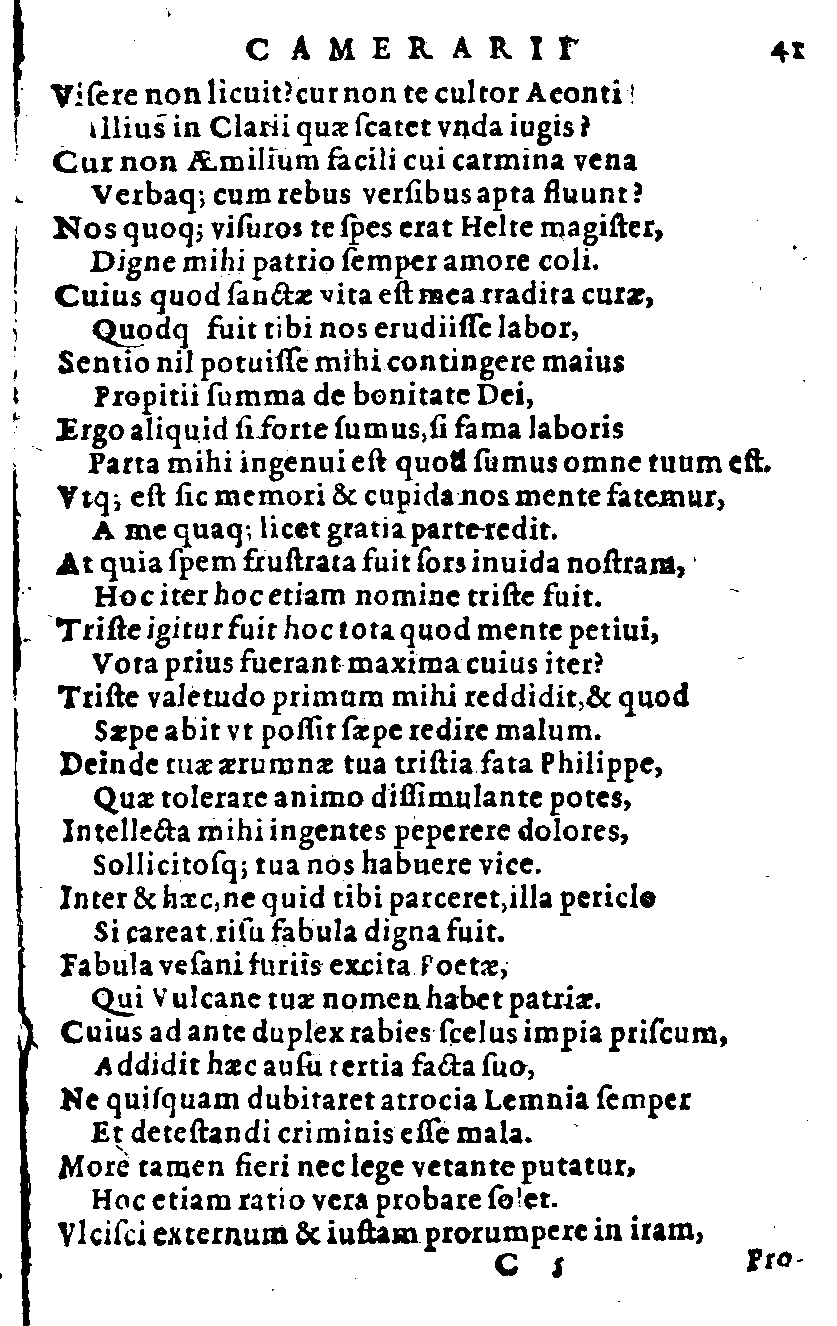 CAMERARII 41
Viſere non licuit? cur non te cultor Aeonti
illius in Clarii quæ ſcatet vnda iugis?
Cur non Æmilium facili cui carmina vena
Verbaq; cum rebus verſibus apta fluunt?
Nos quoq; viſuros te ſpes erat Helte magiſter,
Digne mihi patrio ſemper amore coli.
Cuius quod ſanctæ vita eſt mea tradita curæ,
Quodq fuit tibi nos erudiiſſe labor,
Sentio nil potuiſſe mihi contingere maius
Propitii ſumma de bonitate Dei,
Ergo aliquid ſi forte ſumus, ſi fama laboris
Parta mihi ingenui eſt quod ſumus omne tuum eſt.
Vtq; eſt ſic memori & cupida nos mente fatemur,
A me quaq; licet gratia parte redit.
At quia ſpem fruſtrata fuit ſors inuida noſtram,
Hoc iter hoc etiam nomine triſte fuit.
Triſte igitur fuit hoc tota quod mente petiui,
Vota prius fuerant maxima cuius iter?
Triſte valetudo primum mihi reddidit, & quod
Sæpe abit vt poſſit ſæpe redire malum.
Deinde tuæ ærumnæ tua triſtia fata Philippe,
Quæ tolerare animo diſſimulante potes,
Intellecta mihi ingentes peperere dolores,
Sollicitoſq; tua nos habuere vice.
Inter & hæc, ne quid tibi parceret, illa periclo
Si careat riſu fabula digna fuit.
Fabula veſani furiis excita Poetæ,
Qui Vulcane tuæ nomen habet patriæ.
Cuius ad ante duplex rabies ſcelus impia priſcum,
Addidit hæc auſu tertia facta ſuo,
Ne quiſquam dubitaret atrocia Lemnia ſemper
Et deteſtandi criminis eſſe mala.
More tamen fieri nec lege vetante putatur,
Hoc etiam ratio vera probare ſolet.
Vlciſci externum & iuſtam prorumpere in iram,
C 5 Pro-